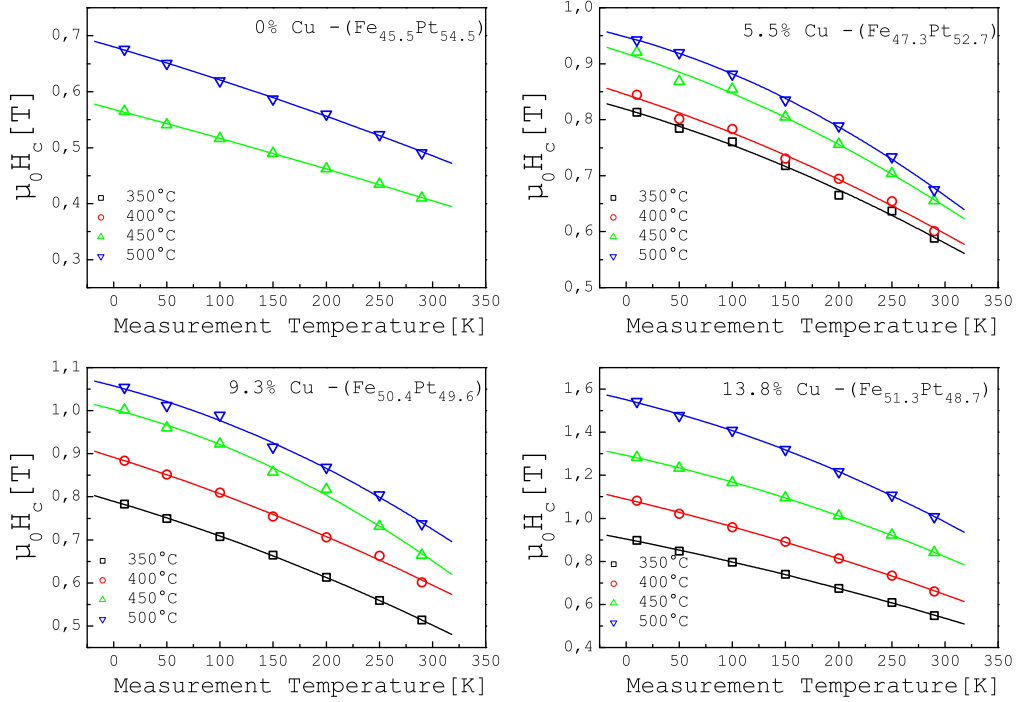 0% Cu -(Fe45.5Pt54.5)
0,7
0,6
0,5
0,4
0,3
μ0Hc[T]
350°C
400°C
450°C
500°C
0 50 100 150 200 250 300 350
Measurement Temperature[K]
5.5% Cu -(Fe47.3Pt52.7)
1,0
0,9
0,8
0,7
0,6
0,5
μ0Hc[T]
350°C
400°C
450°C
500°C
0 50 100 150 200 250 300 350
Measurement Temperature[K]
9.3% Cu -(Fe50.4Pt49.6)
1,1
1,0
0,9
0,8
0,7
0,6
0,5
μ0Hc[T]
350°C
400°C
450°C
500°C
0 50 100 150 200 250 300 350
Measurement Temperature[K]
13.8% Cu -(Fe51.3Pt48.7)
1,6
1,4
1,2
1,0
0,8
0,6
0,4
μ0Hc[T]
350°C
400°C
450°C
500°C
0 50 100 150 200 250 300 350
Measurement Temperature[K]